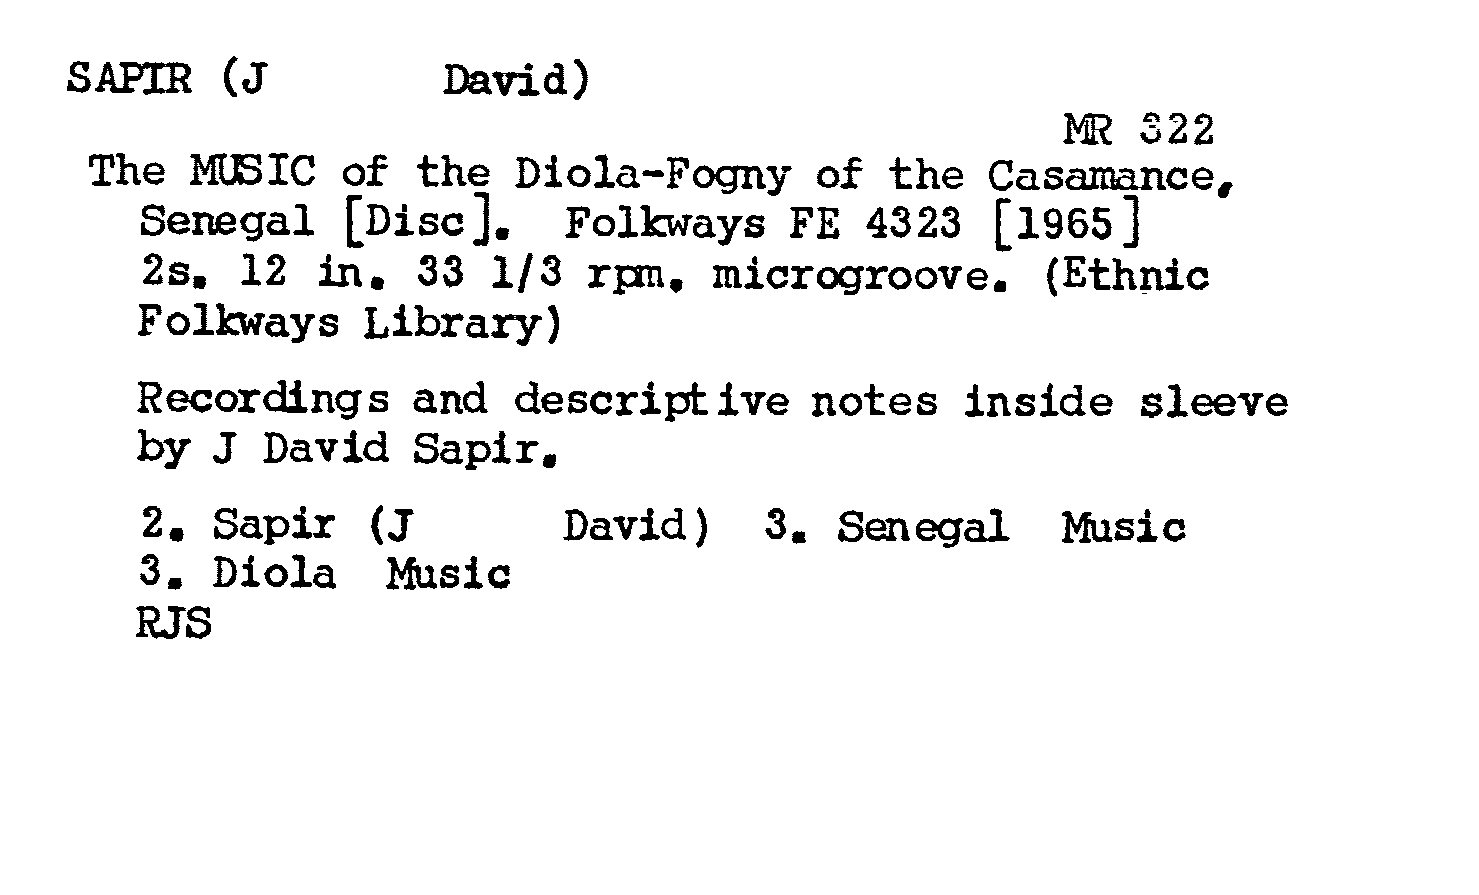 SAPIR (J David)
MR 322
The MUSIC of the Diola-Fogny of the Casamance,
Senegal [Disc]. Folkways FE 4323 [1965]
2s. 12 in. 33 1/3 rpm. microgroove. (Ethnic
Folkways Library)
Recordings and descriptive notes inside sleeve
by J David Sapir.
2. Sapir (J David) 3. Senegal Music
3. Diola Music
RJS